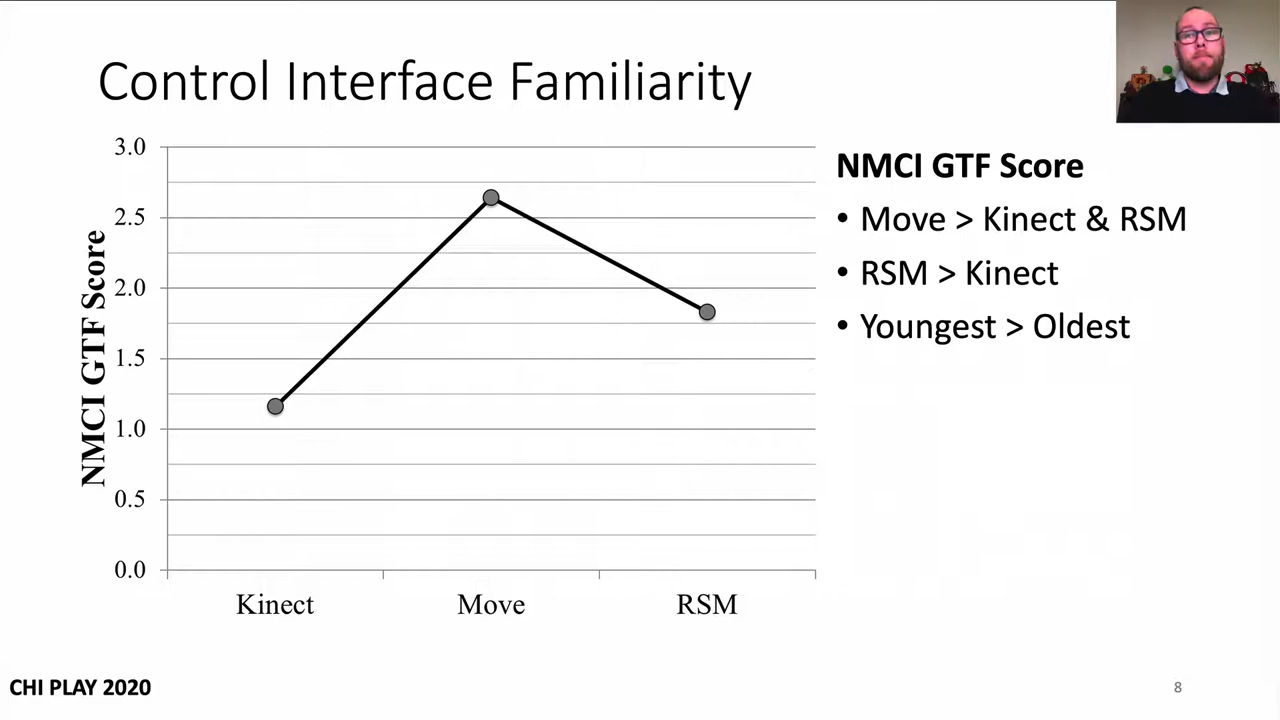 Control Interface Familiarity
3.0
2.5
2.0
1.5
1.0
0.5
0.0
NMCI GTF Score
Kinect Move RSM
NMCI GTF Score
• Move > Kinect & RSM
• RSM > Kinect
• Youngest > Oldest
CHI PLAY 2020
8